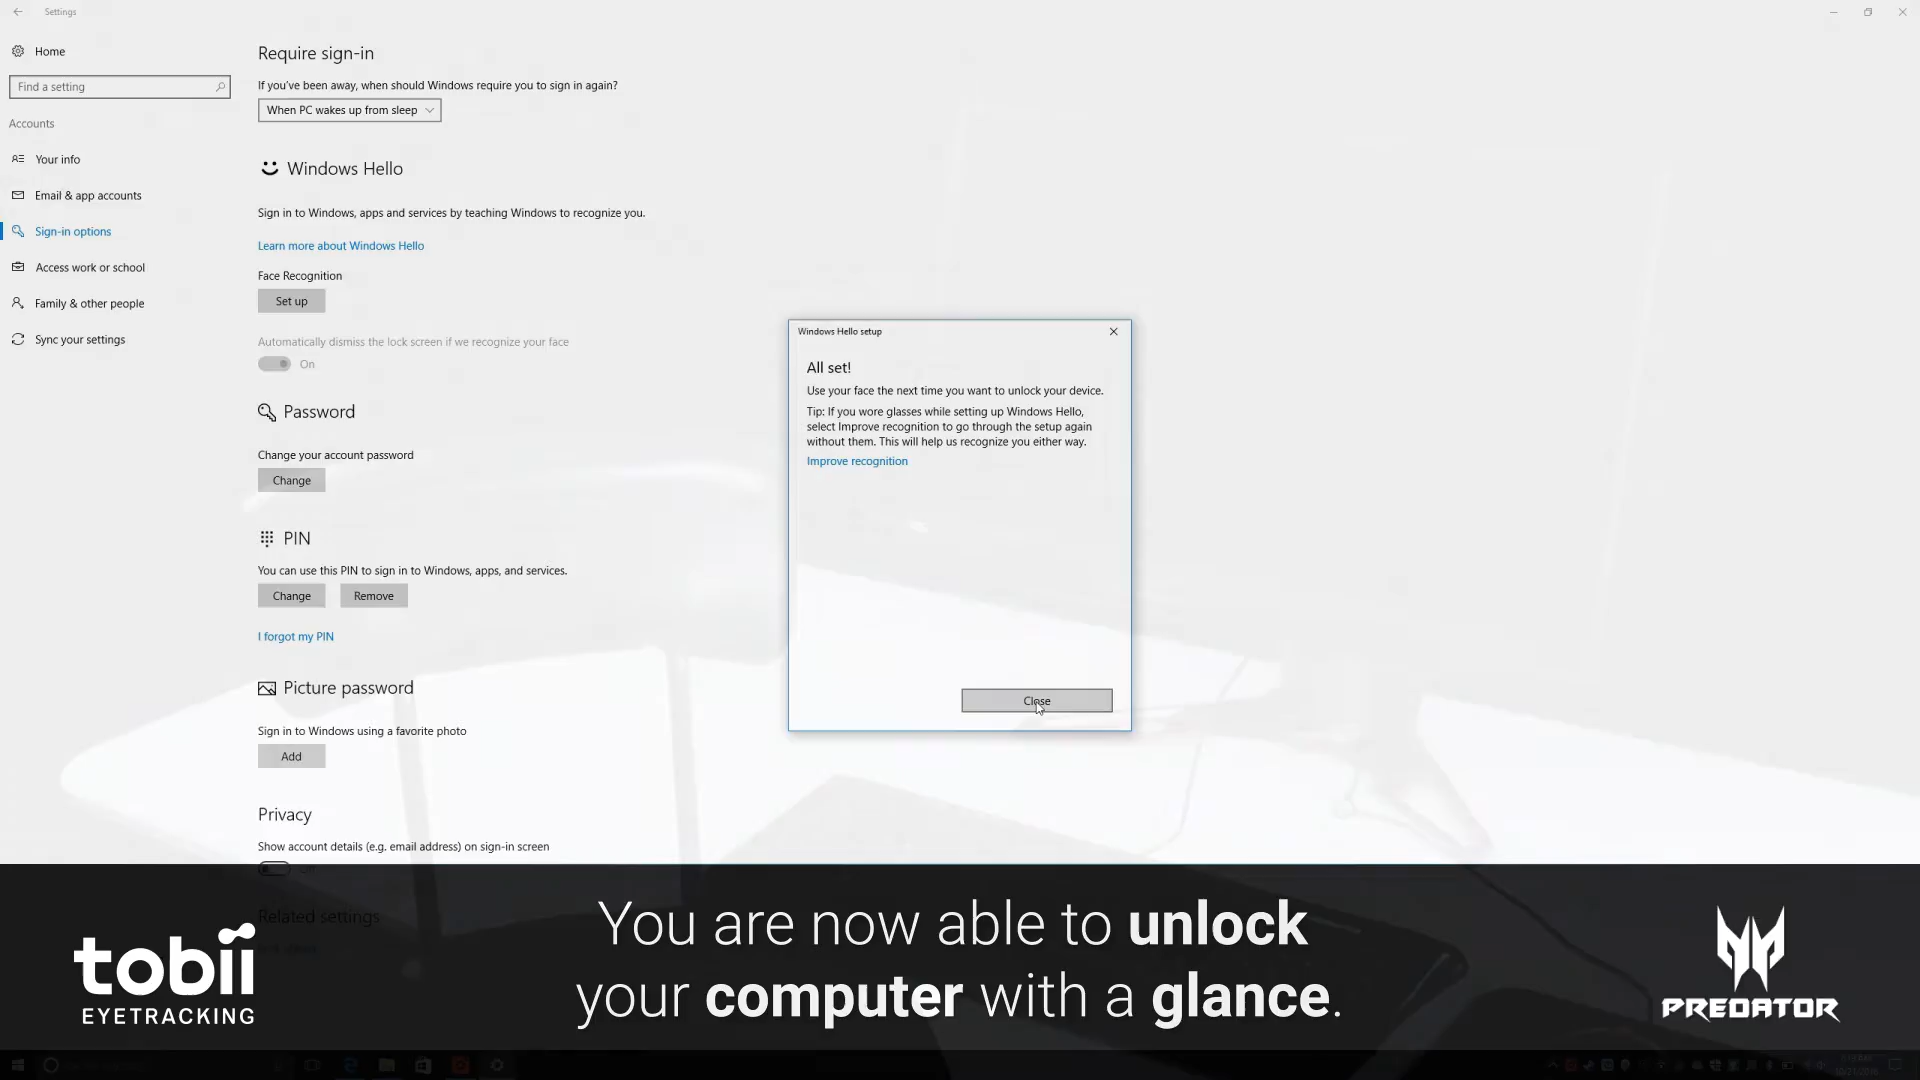 Settings
Home
Find a setting
Accounts
Your info
Email & app accounts
Sign-in options
Access work or school
Family & other people
Sync your settings
Require sign-in
If you've been away, when should Windows require you to sign in again?
When PC wakes up from sleep
Windows Hello
Sign in to Windows, apps and services by teaching Windows to recognize you.
Learn more about Windows Hello
Face Recognition
Set up
Automatically dismiss the lock screen if we recognize your face
On
Password
Change your account password
Change
PIN
You can use this PIN to sign in to Windows, apps, and services.
Change Remove
I forgot my PIN
Picture password
Sign in to Windows using a favorite photo
Add
Privacy
Show account details (e.g. email address) on sign-in screen
Related settings
Windows Hello setup
All set!
Use your face the next time you want to unlock your device.
Tip: If you wore glasses while setting up Windows Hello,
select Improve recognition to go through the setup again
without them. This will help us recognize you either way.
Improve recognition
Close
tobii
EYETRACKING
You are now able to unlock
your computer with a glance.
PREDATOR